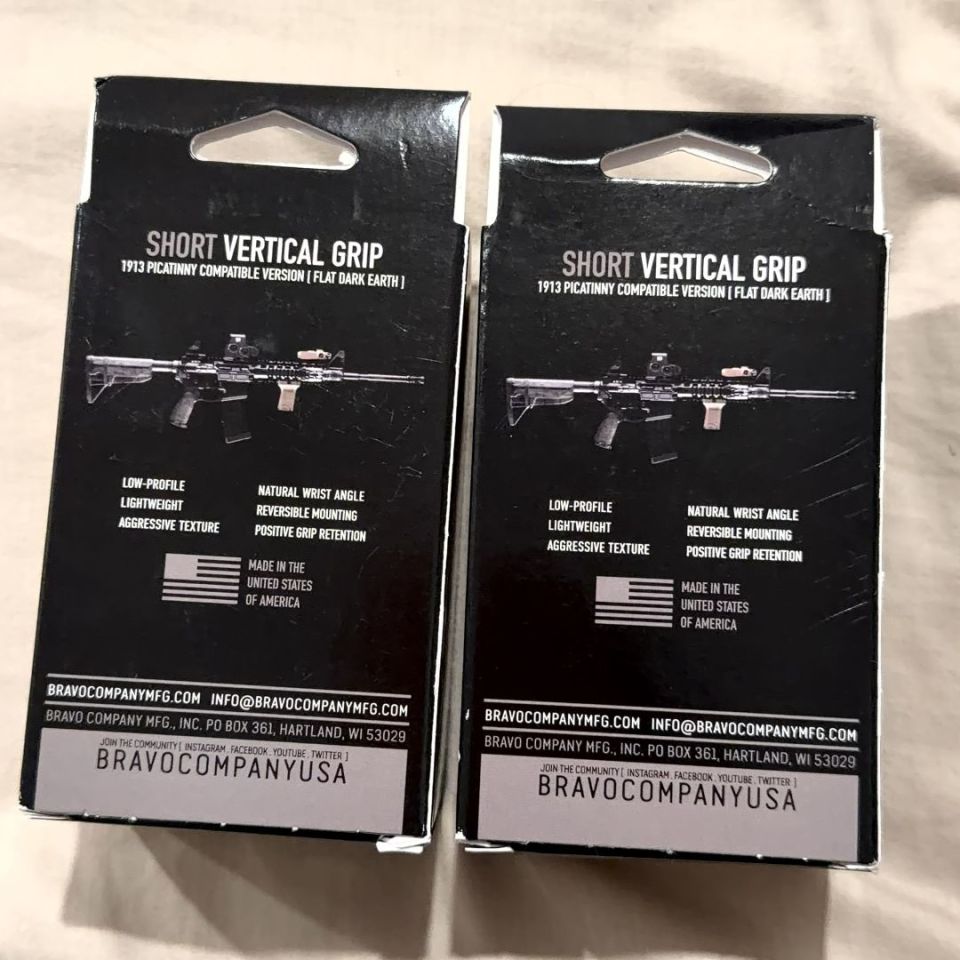 SHORT VERTICAL GRIP
1913 PICATINNY COMPATIBLE VERSION [ FLAT DARK EARTH ]
LOW-PROFILE
LIGHTWEIGHT
AGGRESSIVE TEXTURE
NATURAL WRIST ANGLE
REVERSIBLE MOUNTING
POSITIVE GRIP RETENTION
MADE IN THE
UNITED STATES
OF AMERICA
BRAVOCOMPANYMFG.COM INFO@BRAVOCOMPANYMFG.COM
BRAVO COMPANY MFG., INC. PO BOX 361, HARTLAND, WI 53029
JOIN THE COMMUNITY [ INSTAGRAM . FACEBOOK . YOUTUBE . TWITTER ]
BRAVOCOMPANYUSA
SHORT VERTICAL GRIP
1913 PICATINNY COMPATIBLE VERSION [ FLAT DARK EARTH ]
LOW-PROFILE
LIGHTWEIGHT
AGGRESSIVE TEXTURE
NATURAL WRIST ANGLE
REVERSIBLE MOUNTING
POSITIVE GRIP RETENTION
MADE IN THE
UNITED STATES
OF AMERICA
BRAVOCOMPANYMFG.COM INFO@BRAVOCOMPANYMFG.COM
BRAVO COMPANY MFG., INC. PO BOX 361, HARTLAND, WI 53029
JOIN THE COMMUNITY [ INSTAGRAM . FACEBOOK . YOUTUBE . TWITTER ]
BRAVOCOMPANYUSA